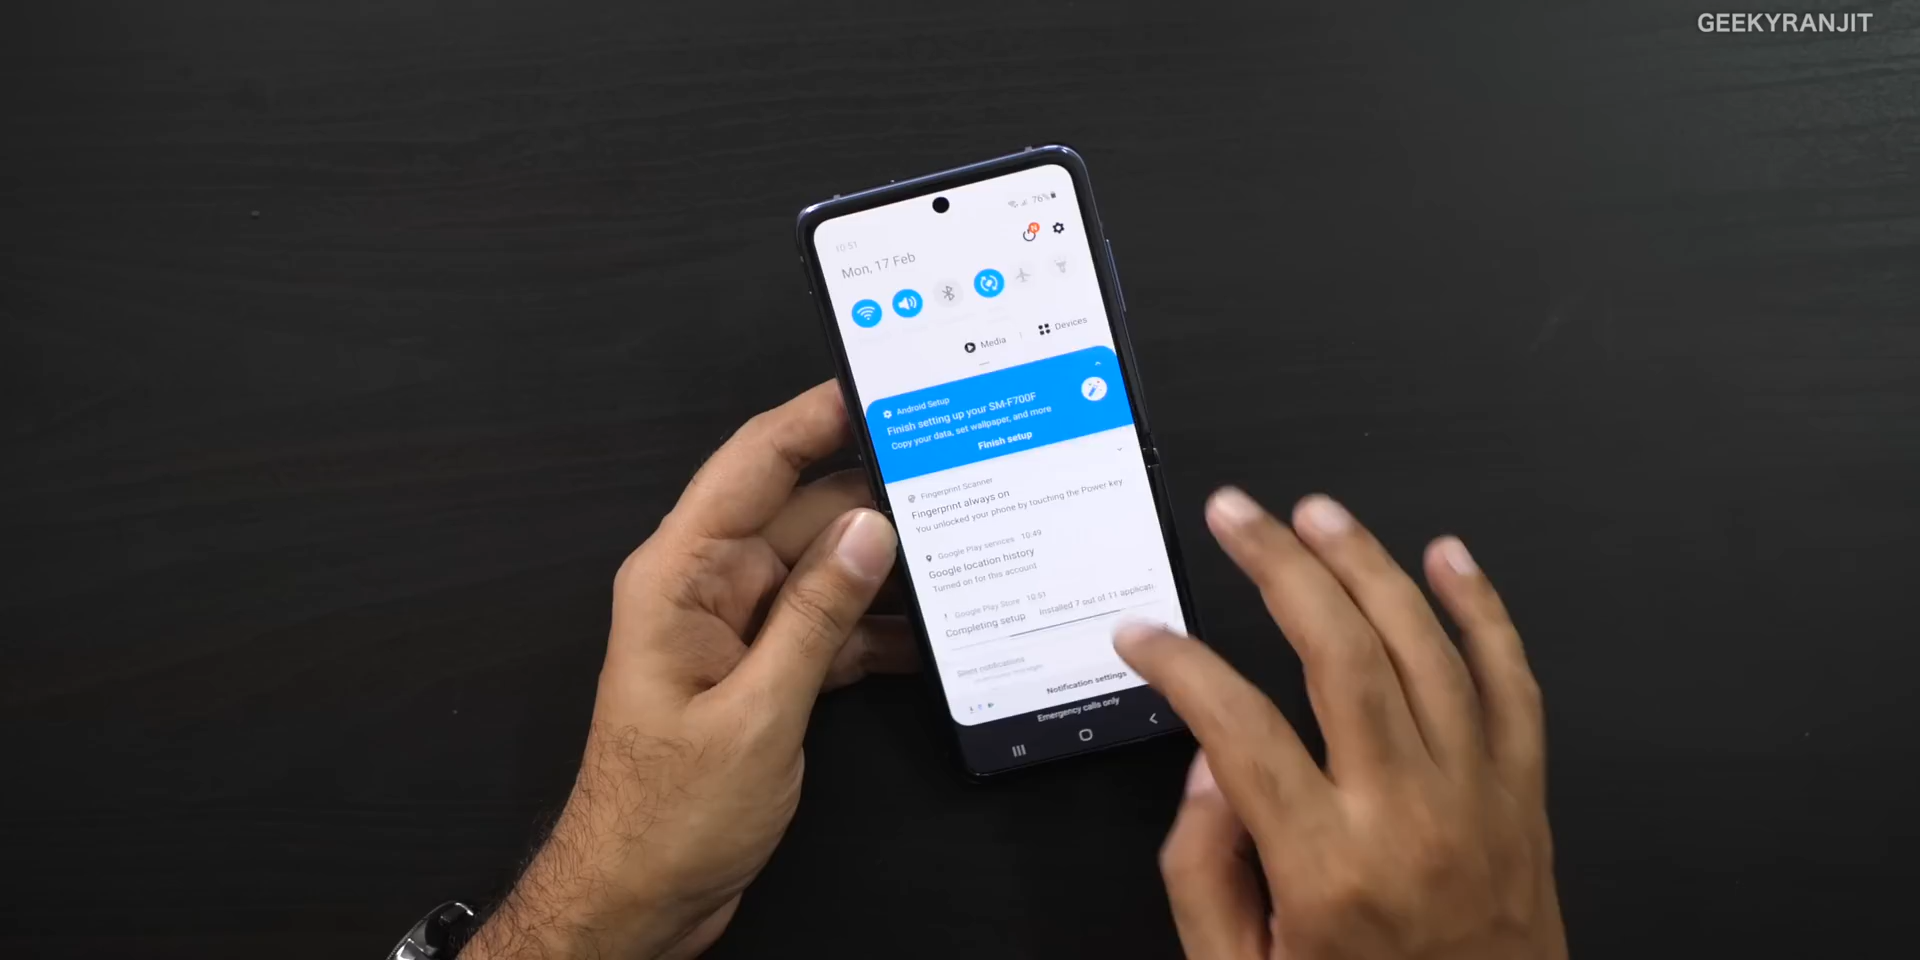 GEEKYRANJIT
76%
10:51
Mon, 17 Feb
Media
Devices
Android Setup
Finish setting up your SM-F700F
Copy your data, set wallpaper, and more
Finish setup
Fingerprint Scanner
Fingerprint always on
You unlocked your phone by touching the Power key
Google Play services 10:49
Google location history
Turned on for this account
Google Play Store 10:51
Completing setup Installed 7 out of 11 applicati..
Silent notifications
Notification settings
Emergency calls only